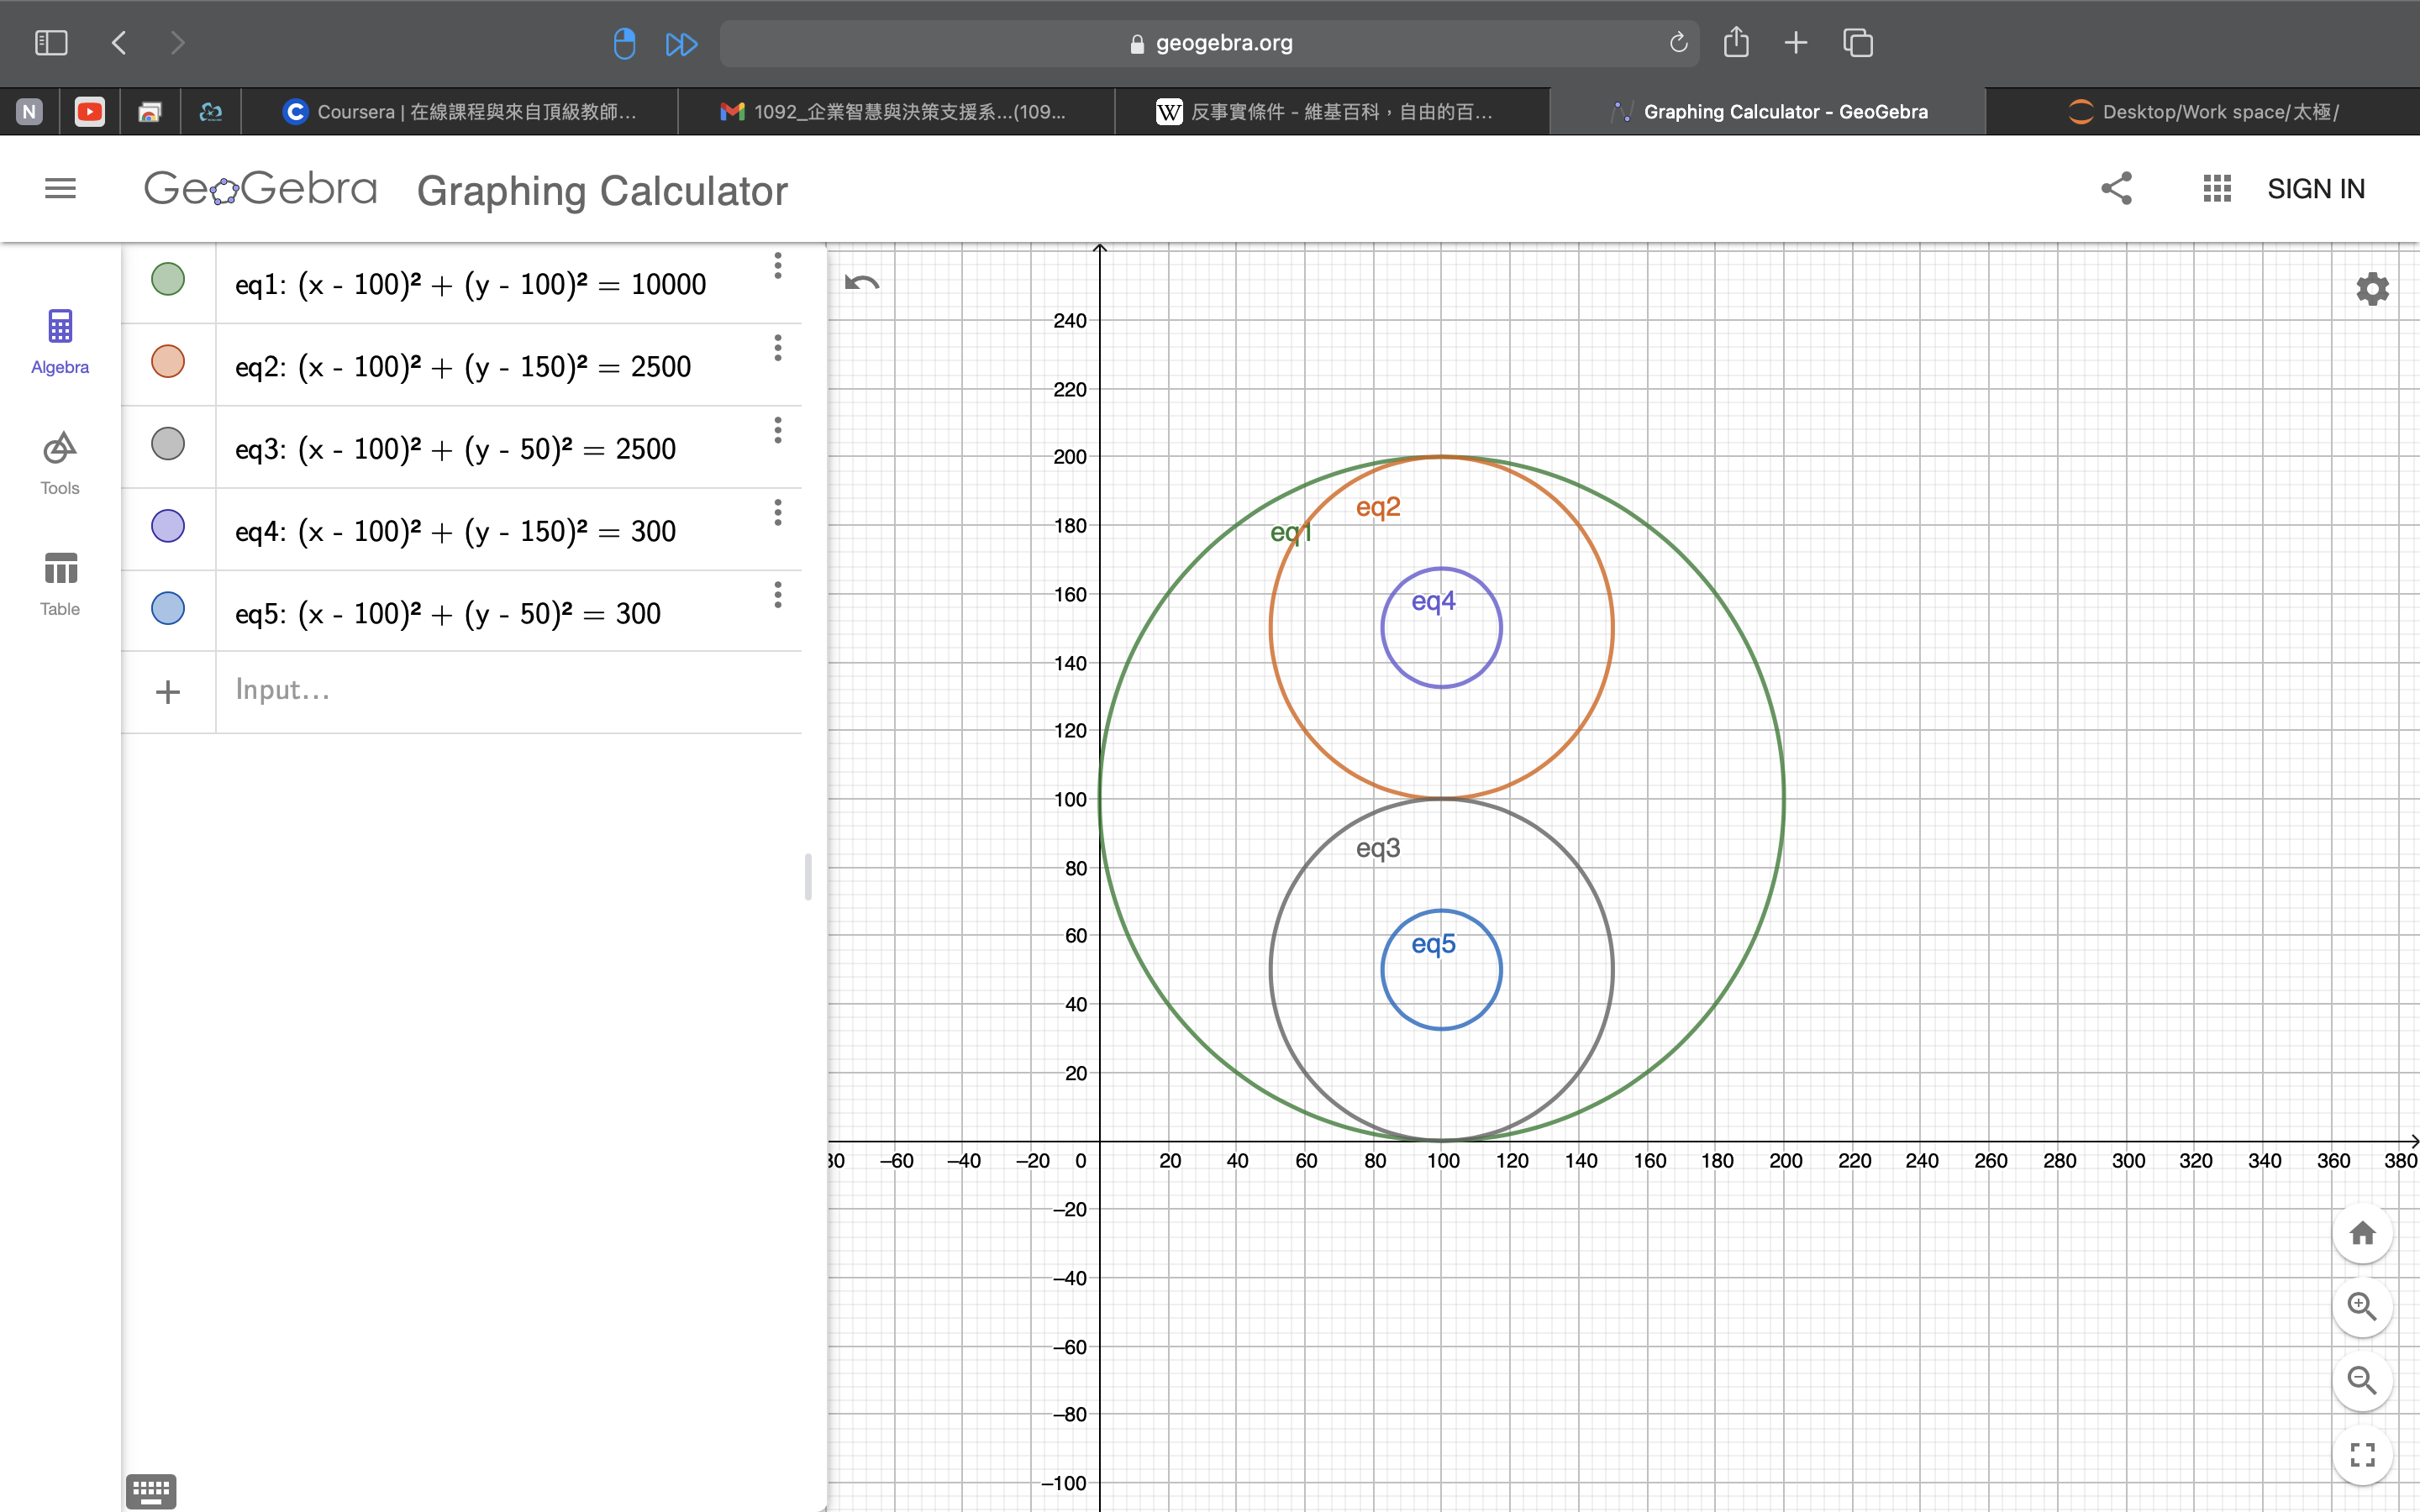 geogebra.org
N
Coursera | 在線課程與來自頂級教師...
1092_企業智慧與決策支援系...(109...
W 反事實條件 - 維基百科，自由的百...
Graphing Calculator - GeoGebra
Desktop/Work space/太極/
GeoGebra Graphing Calculator
SIGN IN
Algebra
Tools
Table
eq1: (x - 100)² + (y - 100)² = 10000
eq2: (x - 100)² + (y - 150)² = 2500
eq3: (x - 100)² + (y - 50)² = 2500
eq4: (x - 100)² + (y - 150)² = 300
eq5: (x - 100)² + (y - 50)² = 300
+ Input...
240
220
200
180
160
140
120
100
80
60
40
20
eq2
eq1
eq4
eq3
eq5
–60 –40 –20 0 20 40 60 80 100 120 140 160 180 200 220 240 260 280 300 320 340 360 380
–20
–40
–60
–80
–100